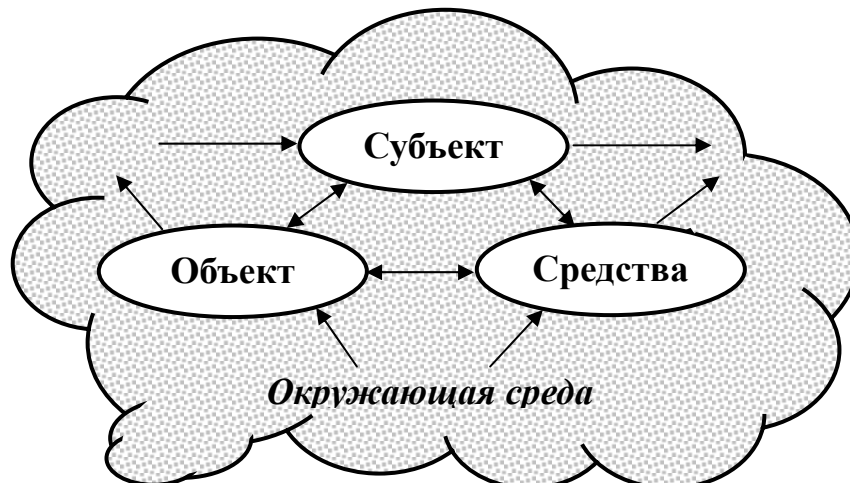 Субъект
Объект
Средства
Окружающая среда